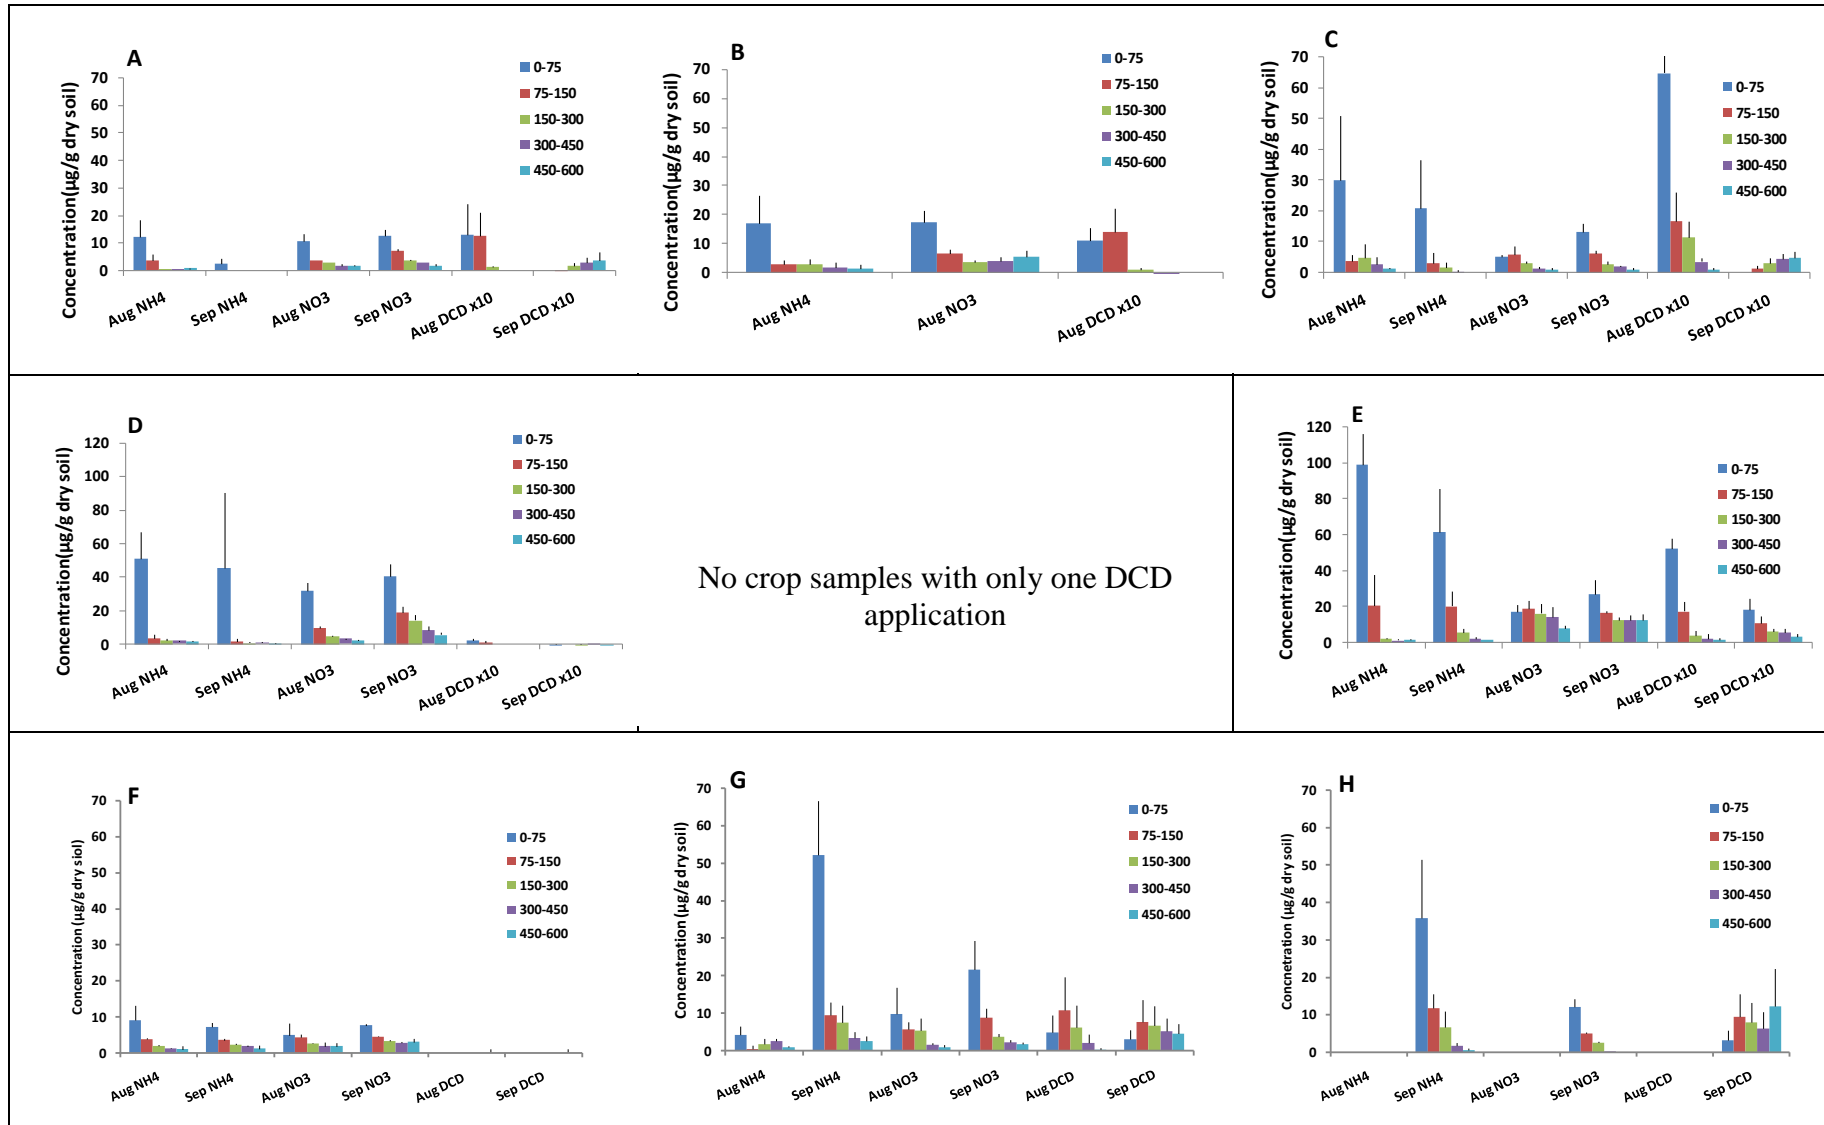 A
Concentration(µg/g dry soil)
70
60
50
40
30
20
10
0
0-75
75-150
150-300
300-450
450-600
Aug NH4
Sep NH4
Aug NO3
Sep NO3
Aug DCD x10
Sep DCD x10
B
Concentration(µg/g dry soil)
70
60
50
40
30
20
10
0
0-75
75-150
150-300
300-450
450-600
Aug NH4
Aug NO3
Aug DCD x10
C
Concentration(µg/g dry soil)
70
60
50
40
30
20
10
0
0-75
75-150
150-300
300-450
450-600
Aug NH4
Sep NH4
Aug NO3
Sep NO3
Aug DCD x10
Sep DCD x10
D
Concentration(µg/g dry soil)
120
100
80
60
40
20
0
0-75
75-150
150-300
300-450
450-600
Aug NH4
Sep NH4
Aug NO3
Sep NO3
Aug DCD x10
Sep DCD x10
No crop samples with only one DCD
application
E
Concentration(µg/g dry soil)
120
100
80
60
40
20
0
0-75
75-150
150-300
300-450
450-600
Aug NH4
Sep NH4
Aug NO3
Sep NO3
Aug DCD x10
Sep DCD x10
F
Concentration (µg/g dry siol)
70
60
50
40
30
20
10
0
0-75
75-150
150-300
300-450
450-600
Aug NH4
Sep NH4
Aug NO3
Sep NO3
Aug DCD
Sep DCD
G
Concentration (µg/g dry soil)
70
60
50
40
30
20
10
0
0-75
75-150
150-300
300-450
450-600
Aug NH4
Sep NH4
Aug NO3
Sep NO3
Aug DCD
Sep DCD
H
Concnetration (µg/g dry soil)
70
60
50
40
30
20
10
0
0-75
75-150
150-300
300-450
450-600
Aug NH4
Sep NH4
Aug NO3
Sep NO3
Aug DCD
Sep DCD